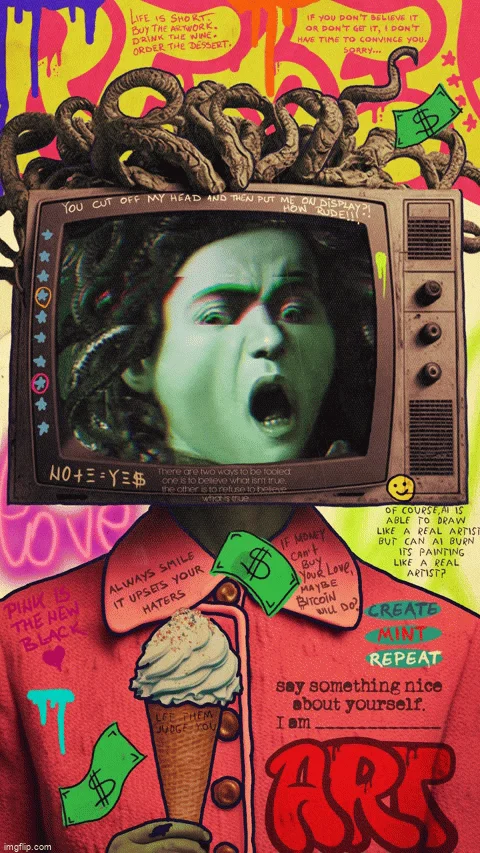 LIFE IS SHORT.
BUY THE ARTWORK.
DRINK THE WINE.
ORDER THE DESSERT.
IF YOU DON'T BELIEVE IT
OR DON'T GET IT, I DON'T
HAVE TIME TO CONVINCE YOU.
SORRY...
$
YOU CUT OFF MY HEAD AND THEN PUT ME ON DISPLAY?!
HOW RUDE!!!
NO+Ξ=YΞ$
There are two ways to be fooled.
one is to believe what isn't true,
the other is to refuse to believe
what is true
LOVE
OF COURSE, AI IS
ABLE TO DRAW
LIKE A REAL ARTIST
BUT CAN AI BURN
ITS PAINTING
LIKE A REAL
ARTIST?
ALWAYS SMILE
IT UPSETS YOUR
HATERS
$
IF MONEY
CAN'T
BUY
YOUR LOVE,
MAYBE
BITCOIN
WILL DO?
PINK IS
THE NEW
BLACK
CREATE
MINT
REPEAT
say something nice
about yourself.
I am ______________
LET THEM
JUDGE YOU
$
ART
imgflip.com